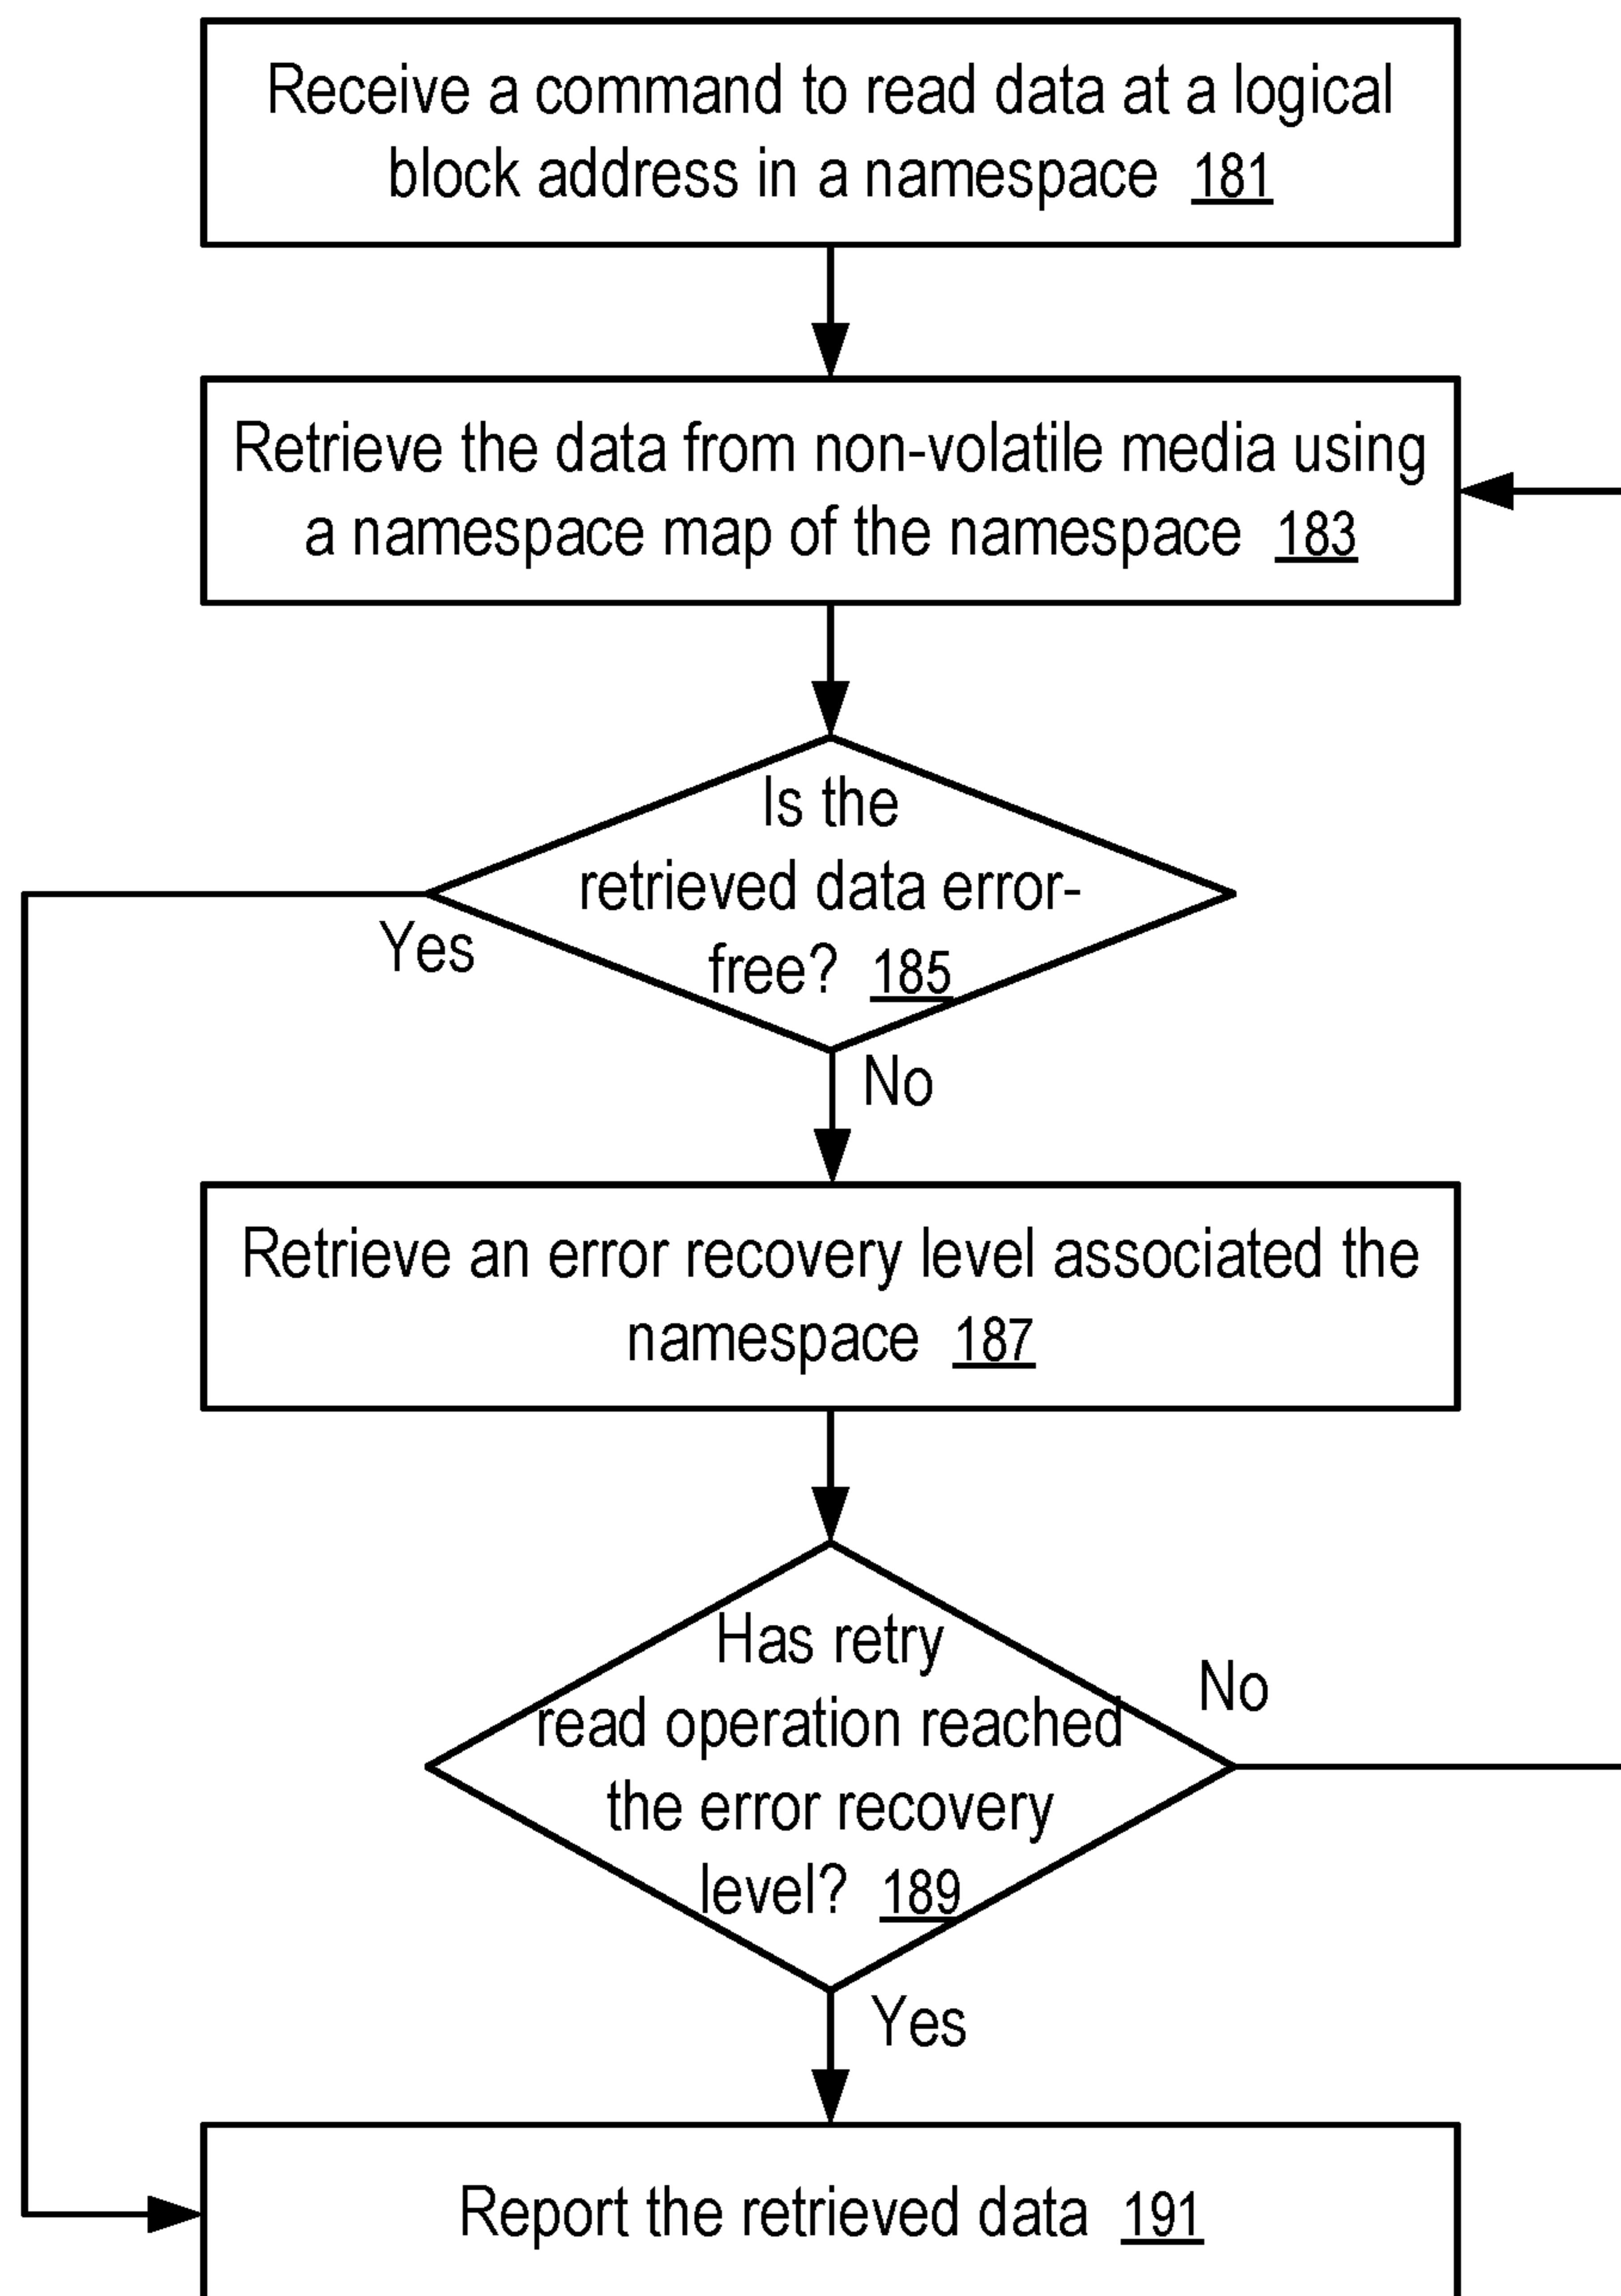 Receive a command to read data at a logical
block address in a namespace 181
Retrieve the data from non-volatile media using
a namespace map of the namespace 183
Is the
retrieved data error-
free? 185
Yes
No
Retrieve an error recovery level associated the
namespace 187
Has retry
read operation reached
the error recovery
level? 189
No
Yes
Report the retrieved data 191